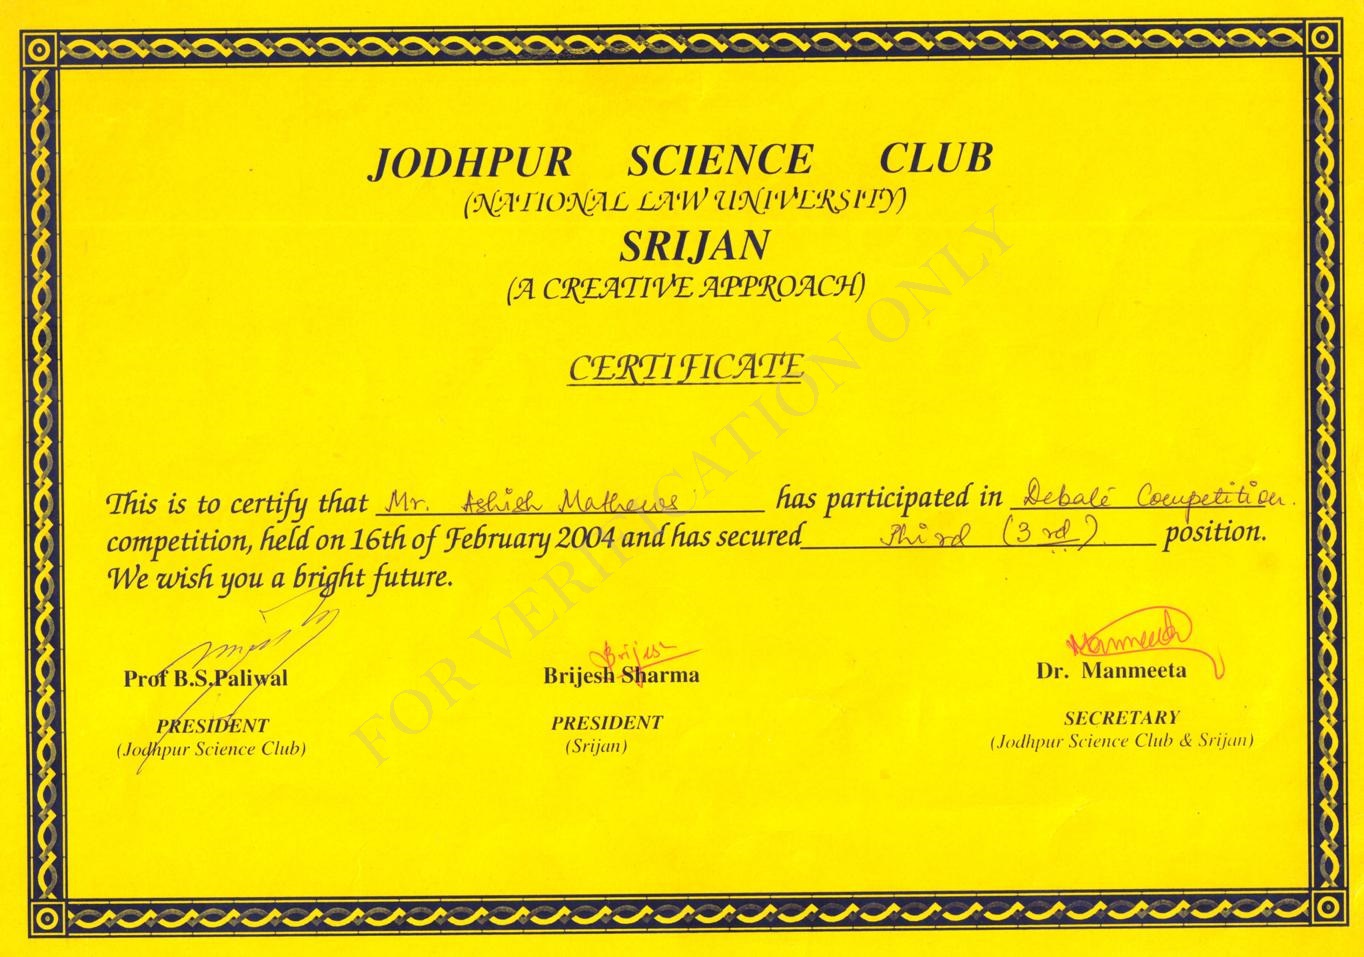 JODHPUR SCIENCE CLUB
(NATIONAL LAW UNIVERSITY)
SRIJAN
(A CREATIVE APPROACH)
CERTIFICATE
This is to certify that Mr. Ashish Mathews has participated in Debate Competition.
competition, held on 16th of February 2004 and has secured Third (3rd). position.
We wish you a bright future.
Brijesh Manmeeta
Prof B.S.Paliwal Brijesh Sharma Dr. Manmeeta
PRESIDENT PRESIDENT SECRETARY
(Jodhpur Science Club) (Srijan) (Jodhpur Science Club & Srijan)
FOR VERIFICATION ONLY